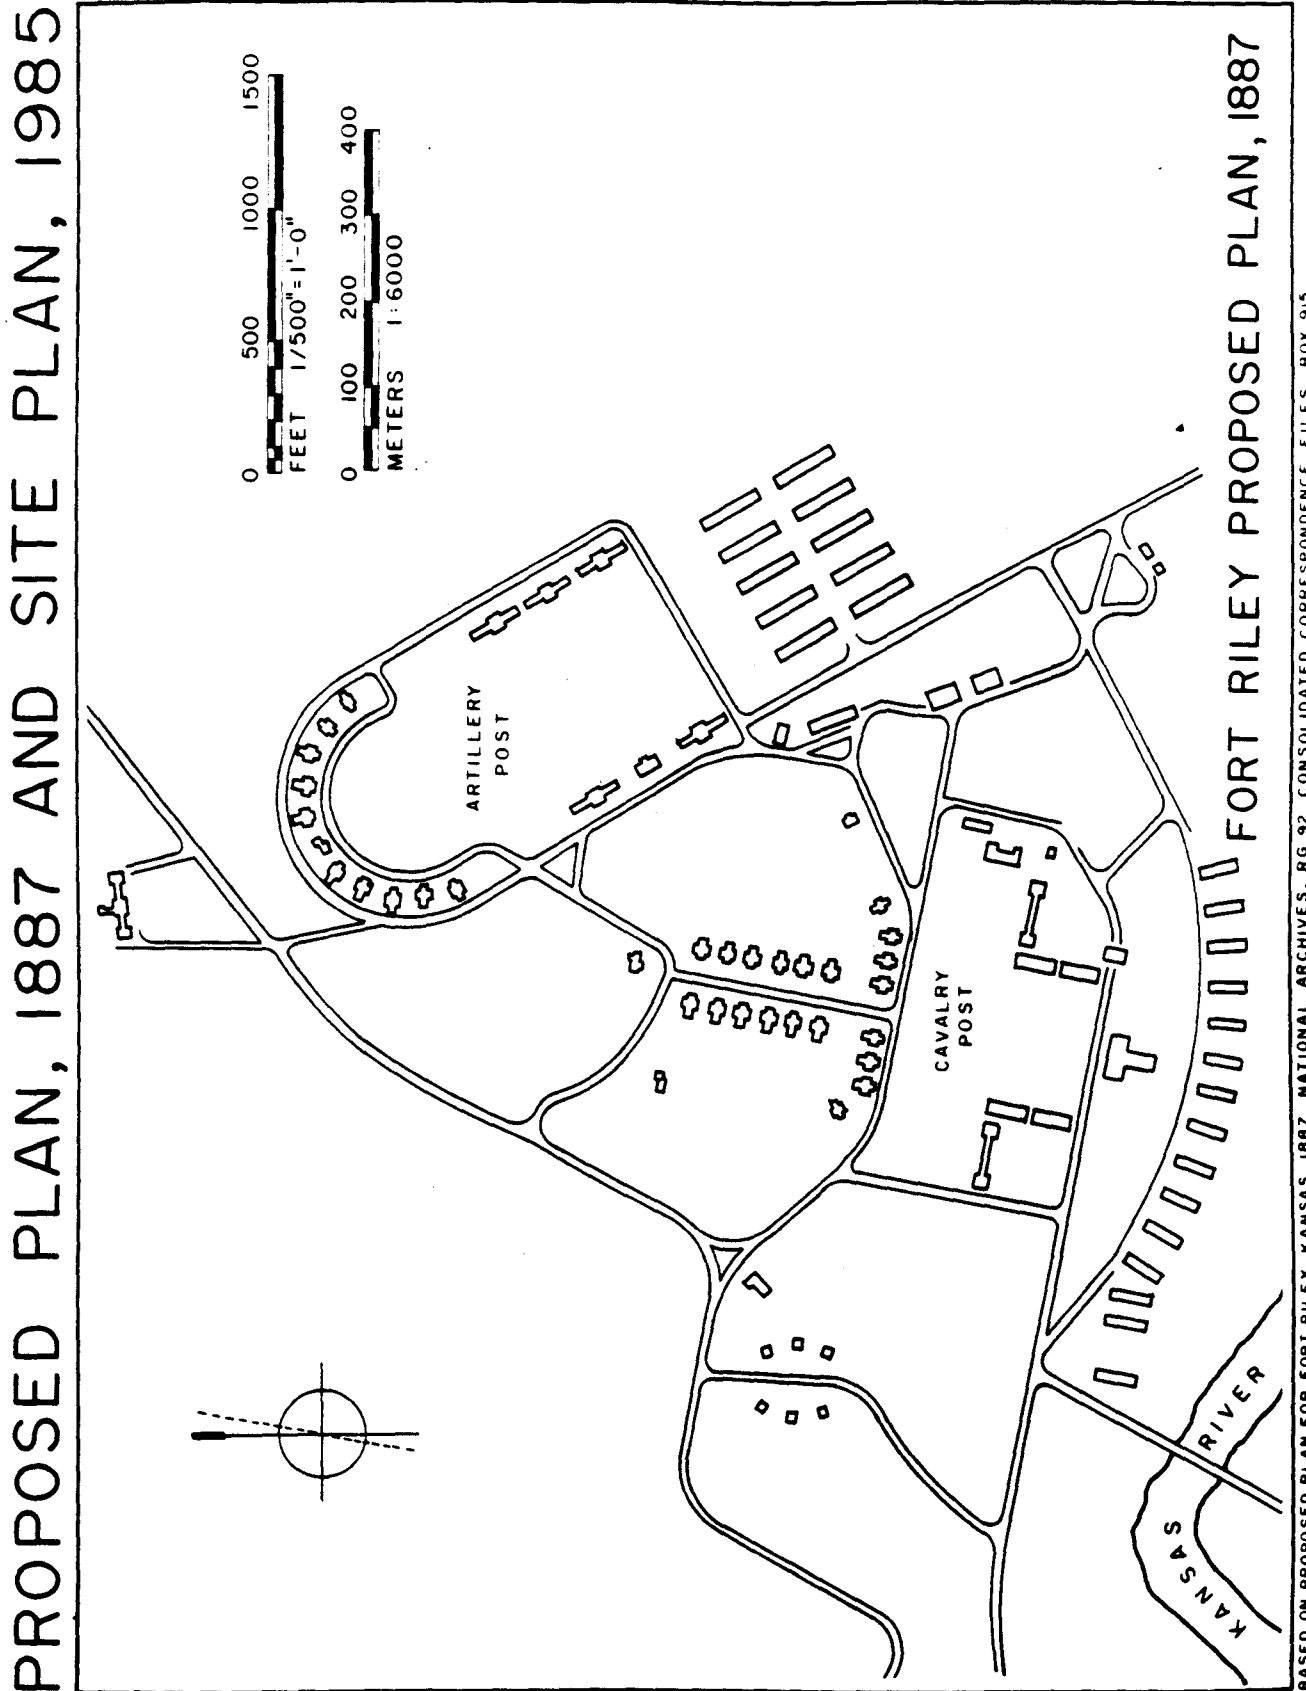 PROPOSED PLAN, 1887 AND SITE PLAN, 1985
0 500 1000 1500
FEET 1/500"=1'-0"
0 100 200 300 400
METERS 1:6000
ARTILLERY
POST
CAVALRY
POST
KANSAS RIVER
FORT RILEY PROPOSED PLAN, 1887
BASED ON PROPOSED PLAN FOR FORT RILEY, KANSAS, 1887, NATIONAL ARCHIVES, RG 92, CONSOLIDATED CORRESPONDENCE FILES, BOX 915